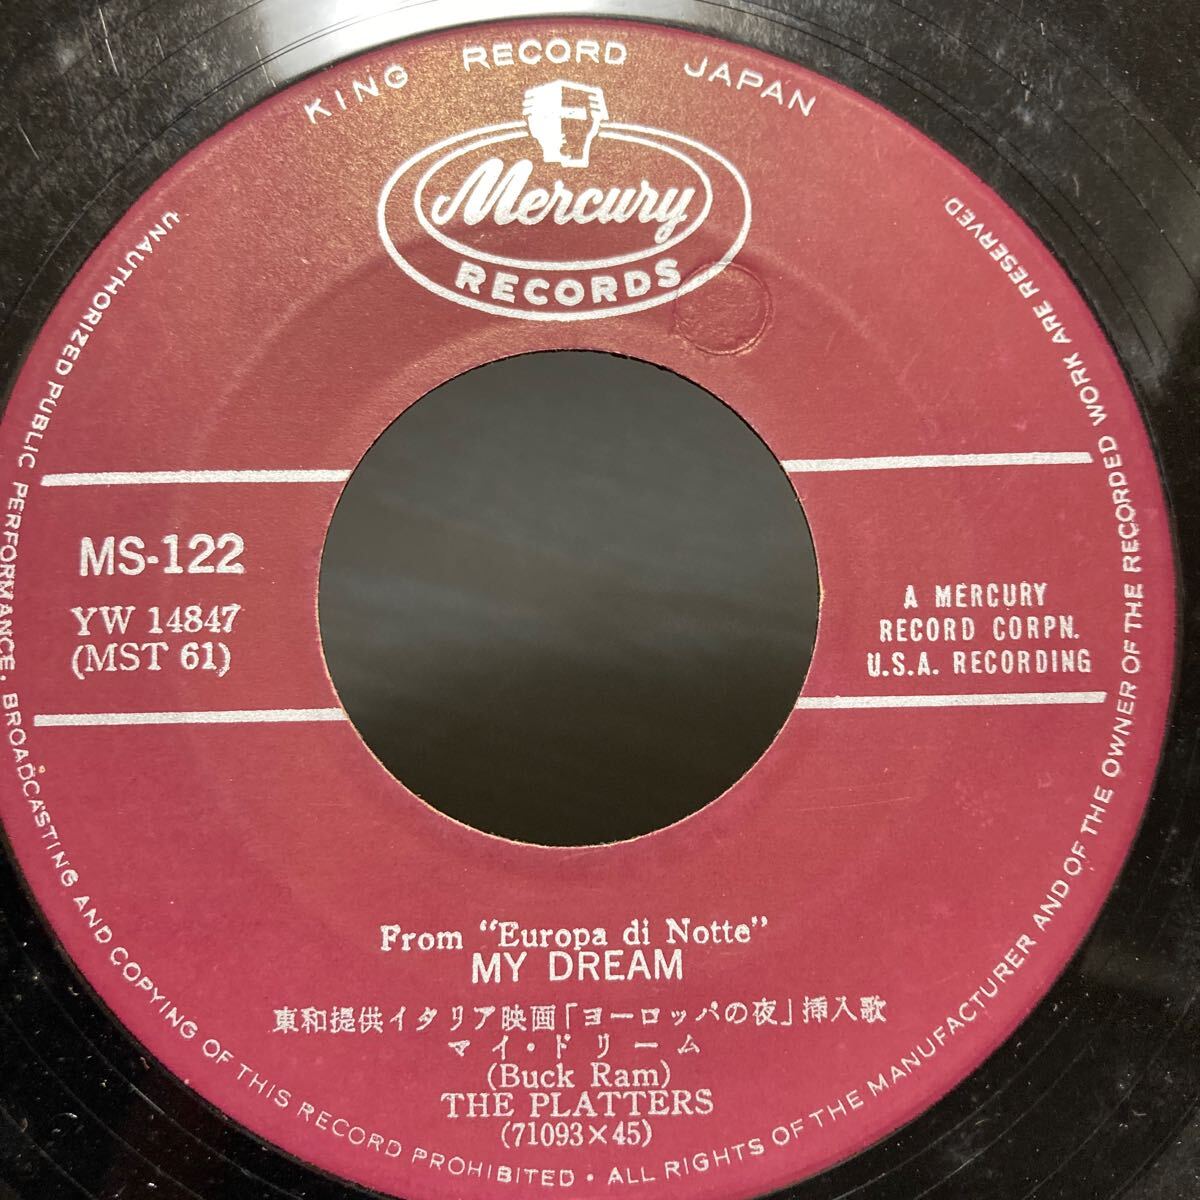 KING RECORD JAPAN
Mercury
RECORDS
UNAUTHORIZED PUBLIC PERFORMANCE, BROADCASTING AND COPYING OF THIS RECORD PROHIBITED · ALL RIGHTS OF THE MANUFACTURER AND OF THE OWNER OF THE RECORDED WORK ARE RESERVED
MS-122
YW 14847
(MST 61)
A MERCURY
RECORD CORPN.
U.S.A. RECORDING
From “Europa di Notte”
MY DREAM
東和提供イタリア映画「ヨーロッパの夜」挿入歌
マイ・ドリーム
(Buck Ram)
THE PLATTERS
(71093×45)